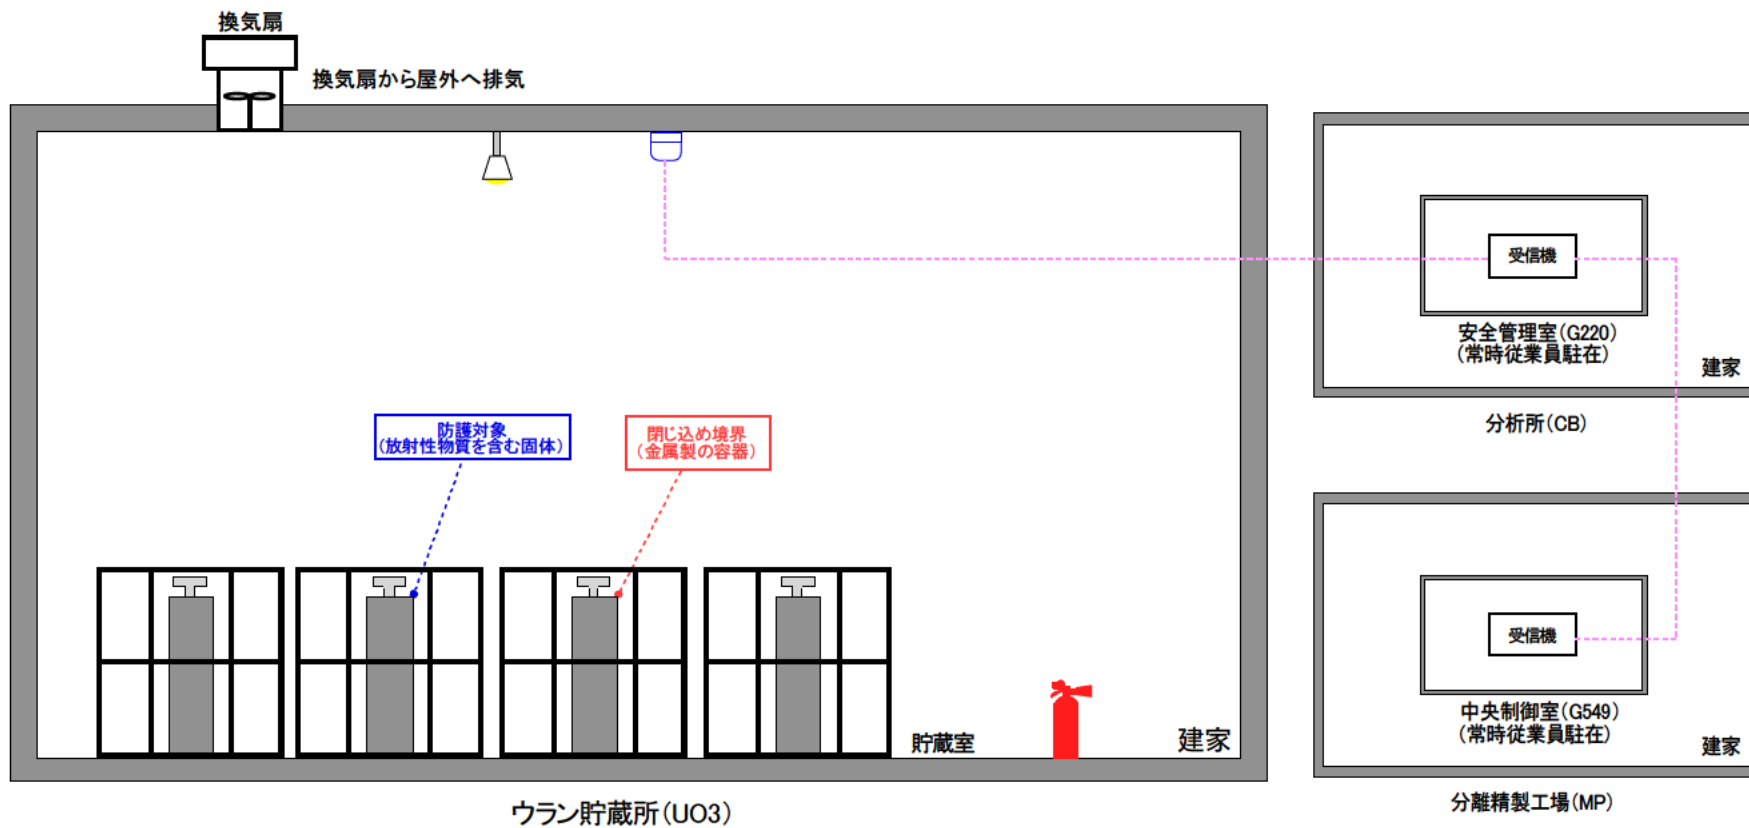 換気扇
換気扇から屋外へ排気
防護対象
(放射性物質を含む固体)
閉じ込め境界
(金属製の容器)
貯蔵室
建家
ウラン貯蔵所(UO3)
受信機
安全管理室(G220)
(常時従業員駐在)
建家
分析所(CB)
受信機
中央制御室(G549)
(常時従業員駐在)
建家
分離精製工場(MP)